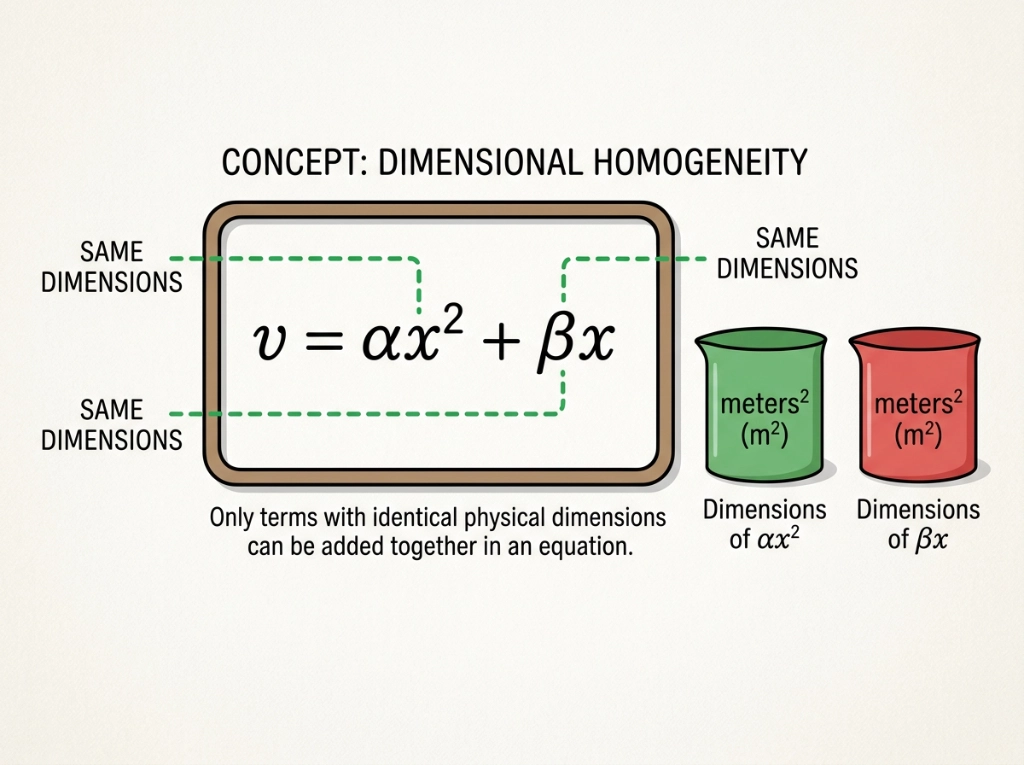 CONCEPT: DIMENSIONAL HOMOGENEITY
SAME
DIMENSIONS
SAME
DIMENSIONS
v = αx² + βx
SAME
DIMENSIONS
meters²
(m²)
meters²
(m²)
Dimensions
of αx²
Dimensions
of βx
Only terms with identical physical dimensions
can be added together in an equation.